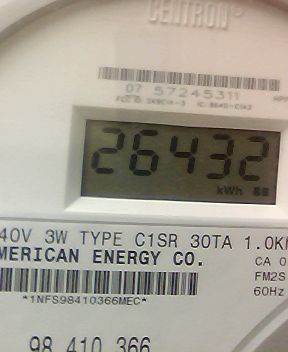 CENTRON®
07 57245311
26432
kWh
40V 3W TYPE C1SR 30TA 1.0Kh
MERICAN ENERGY CO.
CA 0
FM2S
60Hz
*1NFS98410366MEC*
98 410 366